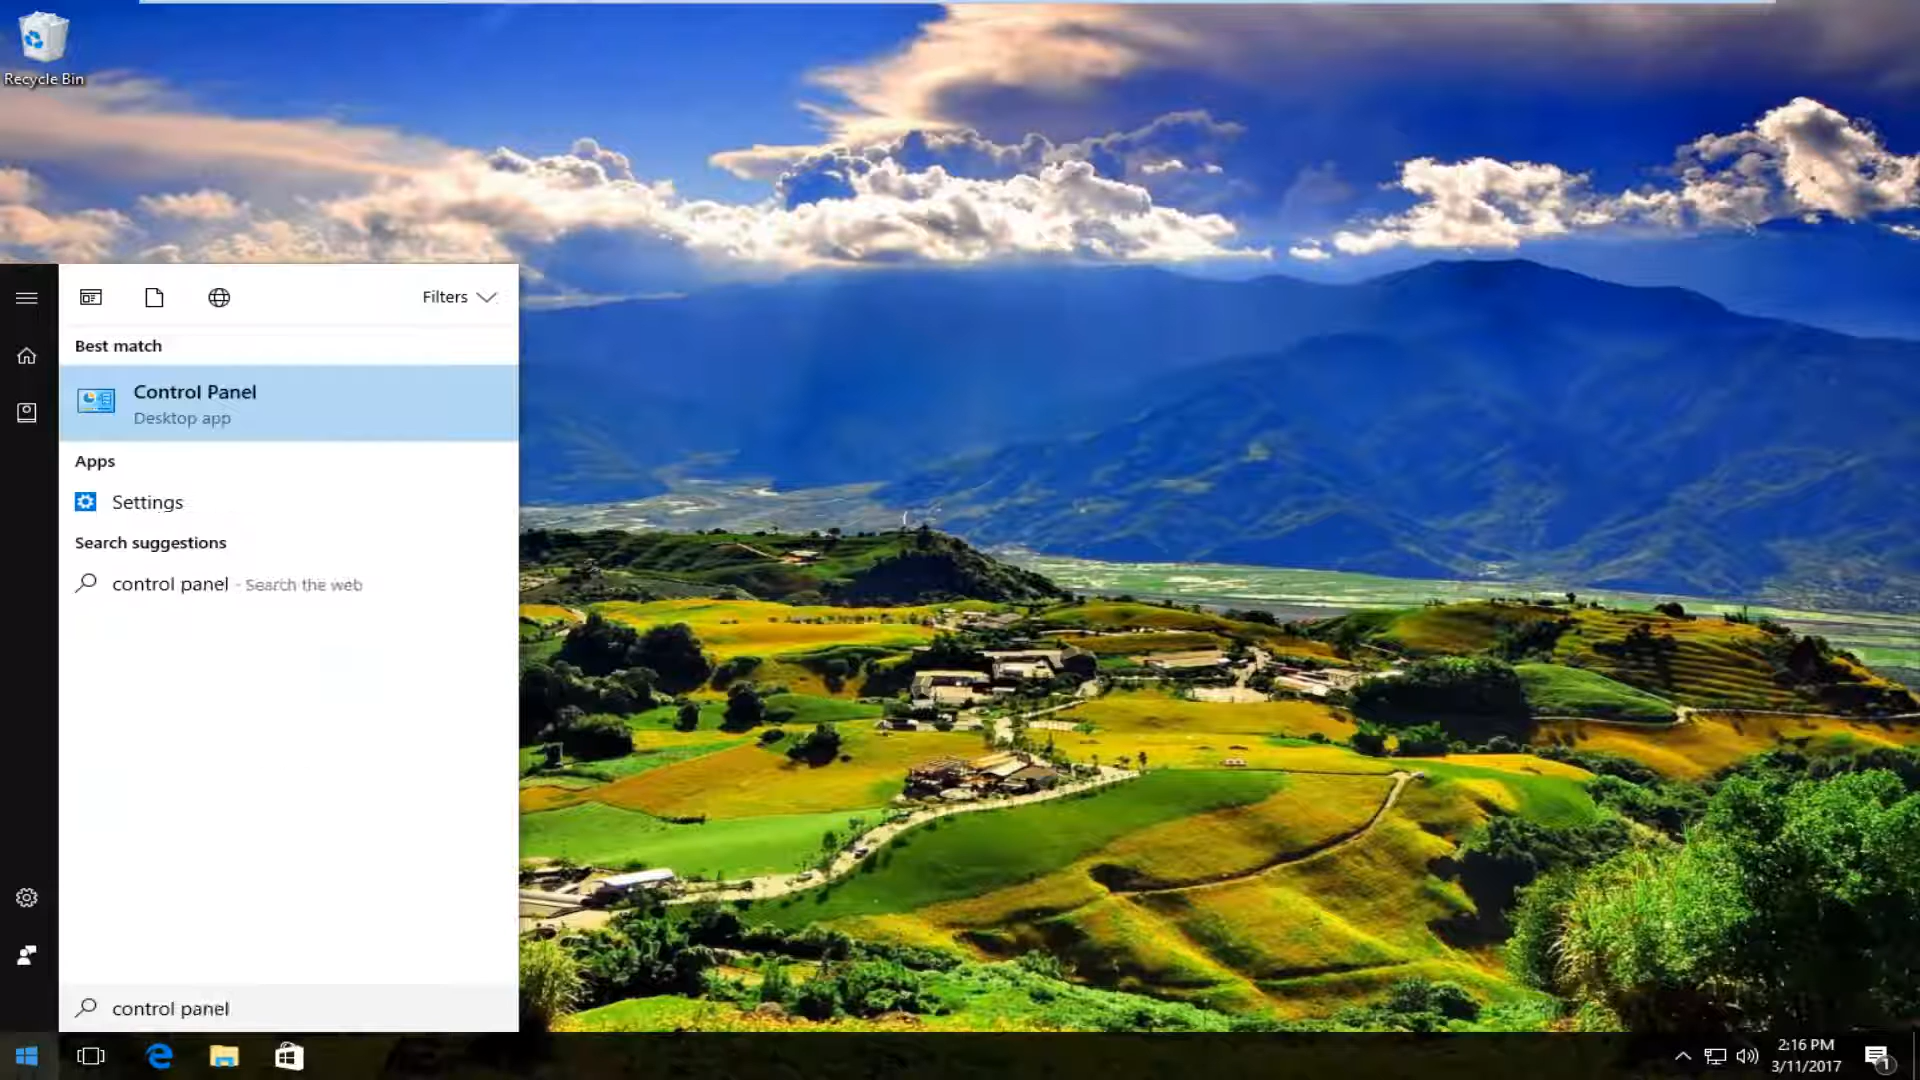 Recycle Bin
Filters
Best match
Control Panel
Desktop app
Apps
Settings
Search suggestions
control panel - Search the web
control panel
2:16 PM
3/11/2017
1